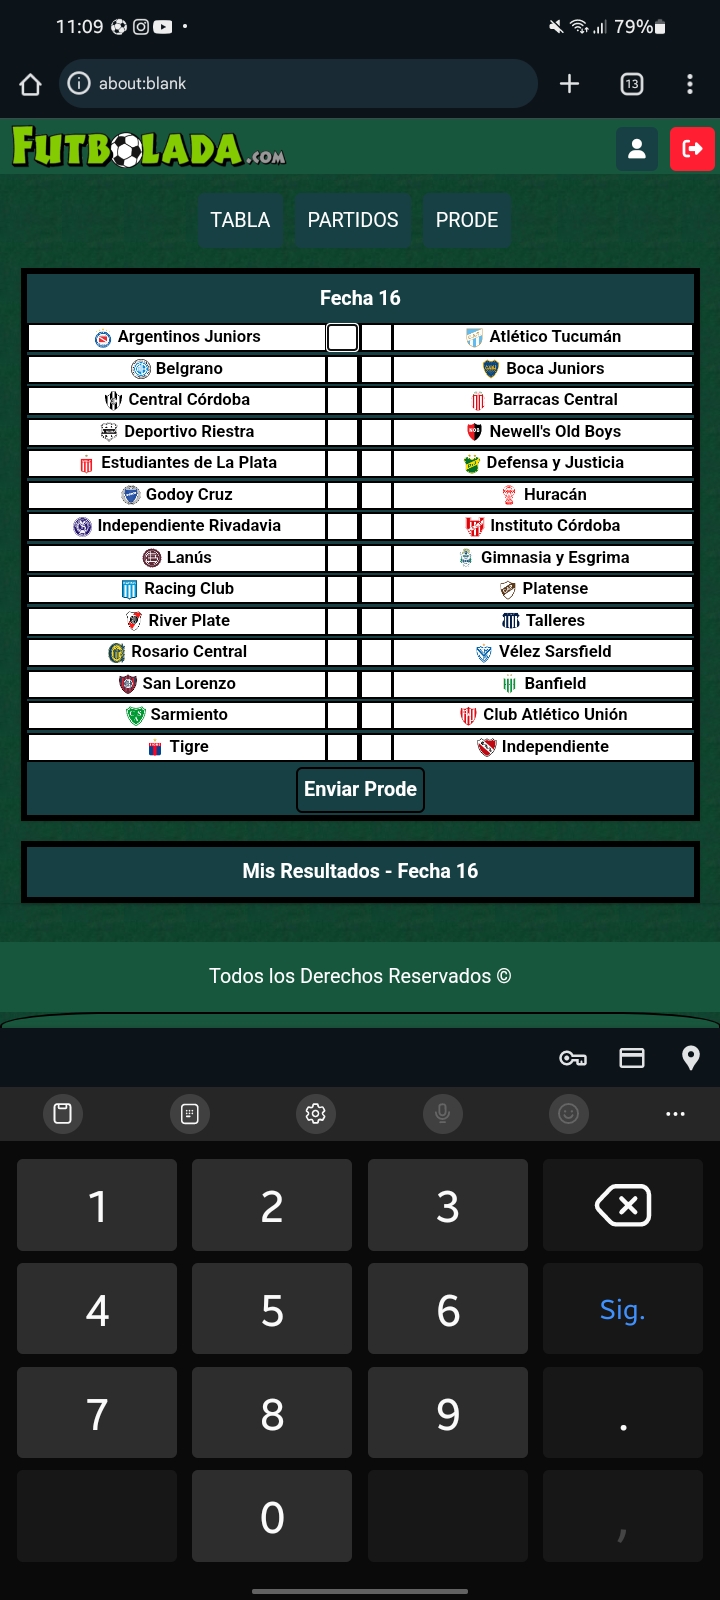 11:09 79%
about:blank 13
FUTBOLADA.COM
TABLA PARTIDOS PRODE
Fecha 16
Argentinos Juniors Atlético Tucumán
Belgrano Boca Juniors
Central Córdoba Barracas Central
Deportivo Riestra Newell's Old Boys
Estudiantes de La Plata Defensa y Justicia
Godoy Cruz Huracán
Independiente Rivadavia Instituto Córdoba
Lanús Gimnasia y Esgrima
Racing Club Platense
River Plate Talleres
Rosario Central Vélez Sarsfield
San Lorenzo Banfield
Sarmiento Club Atlético Unión
Tigre Independiente
Enviar Prode
Mis Resultados - Fecha 16
Todos los Derechos Reservados ©
1 2 3
4 5 6 Sig.
7 8 9 .
0 ,